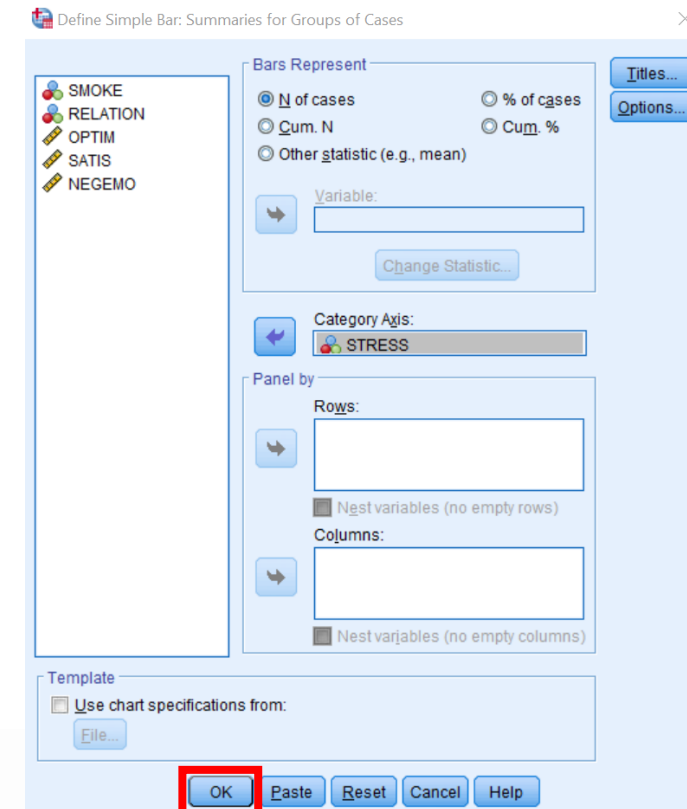 Define Simple Bar: Summaries for Groups of Cases
SMOKE
RELATION
OPTIM
SATIS
NEGEMO
Bars Represent
N of cases
% of cases
Cum. N
Cum. %
Other statistic (e.g., mean)
Variable:
Change Statistic...
Category Axis:
STRESS
Panel by
Rows:
Nest variables (no empty rows)
Columns:
Nest variables (no empty columns)
Titles...
Options...
Template
Use chart specifications from:
File...
OK
Paste
Reset
Cancel
Help